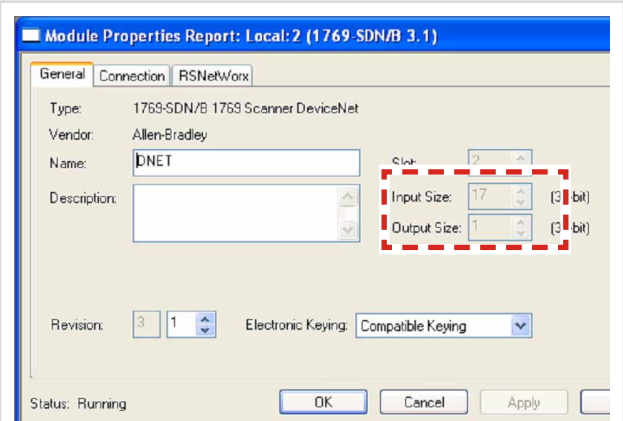 Module Properties Report: Local:2 (1769-SDN/B 3.1)
General Connection RSNetWorx
Type: 1769-SDN/B 1769 Scanner DeviceNet
Vendor: Allen-Bradley
Name: DNET Slot: 2
Description: Input Size: 17 (3 -bit)
Output Size: 1 (3 -bit)
Revision: 3 1 Electronic Keying: Compatible Keying
Status: Running OK Cancel Apply